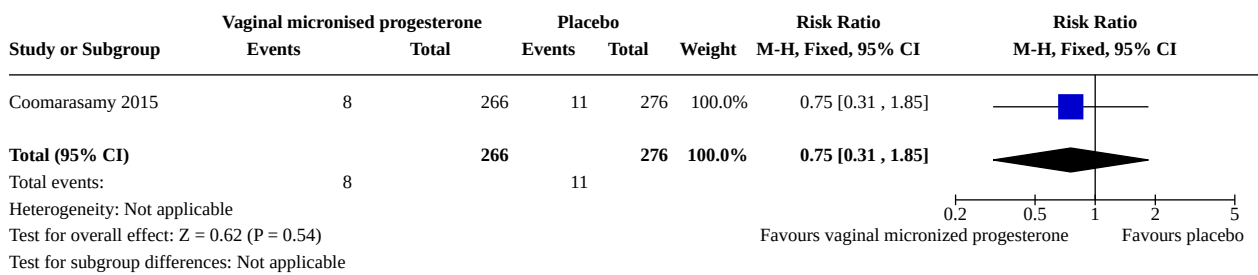 Vaginal micronised progesterone Placebo Risk Ratio Risk Ratio
Study or Subgroup Events Total Events Total Weight M-H, Fixed, 95% CI M-H, Fixed, 95% CI
Coomarasamy 2015 8 266 11 276 100.0% 0.75 [0.31 , 1.85]
Total (95% CI) 266 276 100.0% 0.75 [0.31 , 1.85]
Total events: 8 11
Heterogeneity: Not applicable
0.2 0.5 1 2 5
Test for overall effect: Z = 0.62 (P = 0.54) Favours vaginal micronized progesterone Favours placebo
Test for subgroup differences: Not applicable